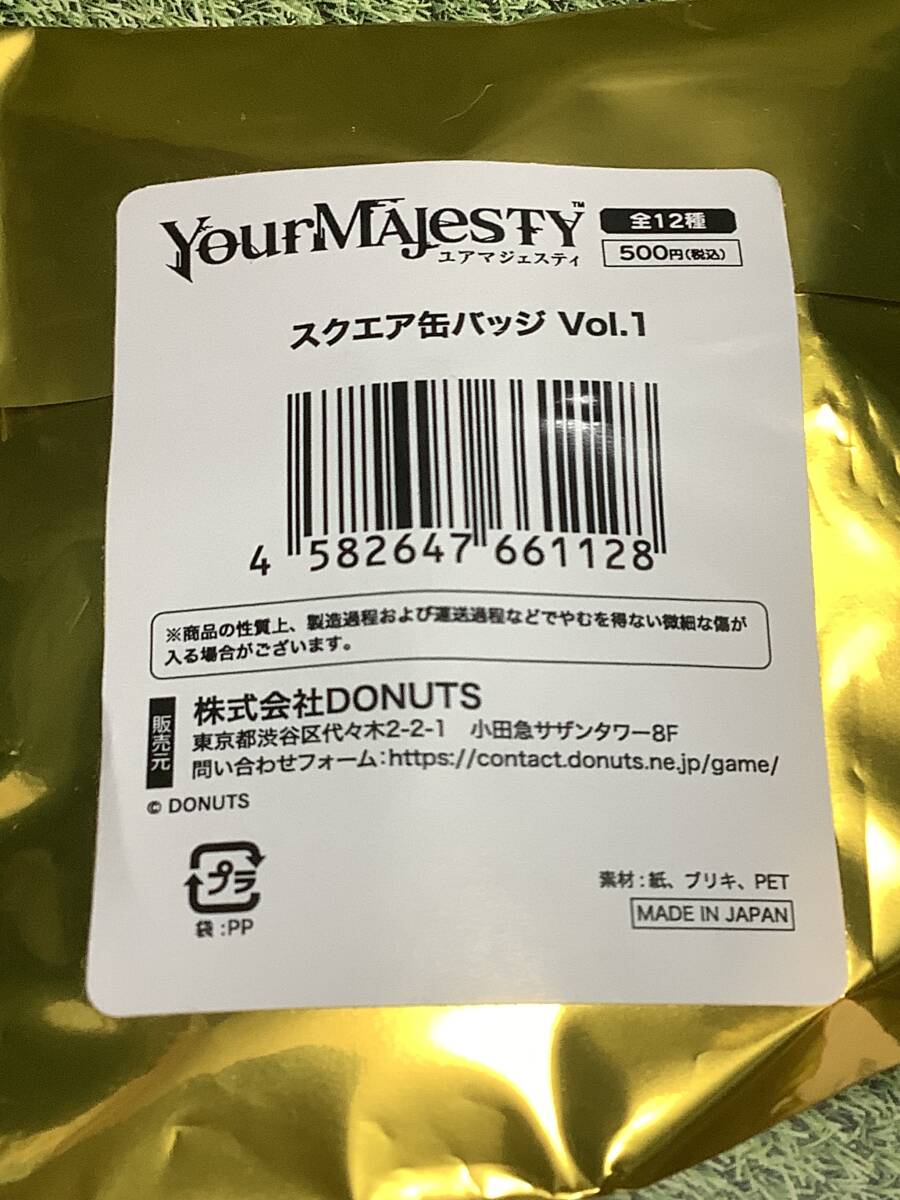 YourMAJesTY™
ユアマジェスティ
全12種
500円(税込)
スクエア缶バッジ Vol.1
4 582647 661128
※商品の性質上、製造過程および運送過程などでやむを得ない微細な傷が
入る場合がございます。
販売元
株式会社DONUTS
東京都渋谷区代々木2-2-1 小田急サザンタワー8F
問い合わせフォーム:https://contact.donuts.ne.jp/game/
© DONUTS
プラ
袋:PP
素材:紙、ブリキ、PET
MADE IN JAPAN